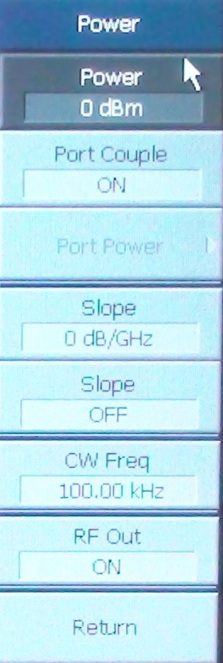 Power
Power
0 dBm
Port Couple
ON
Port Power
Slope
0 dB/GHz
Slope
OFF
CW Freq
100.00 kHz
RF Out
ON
Return